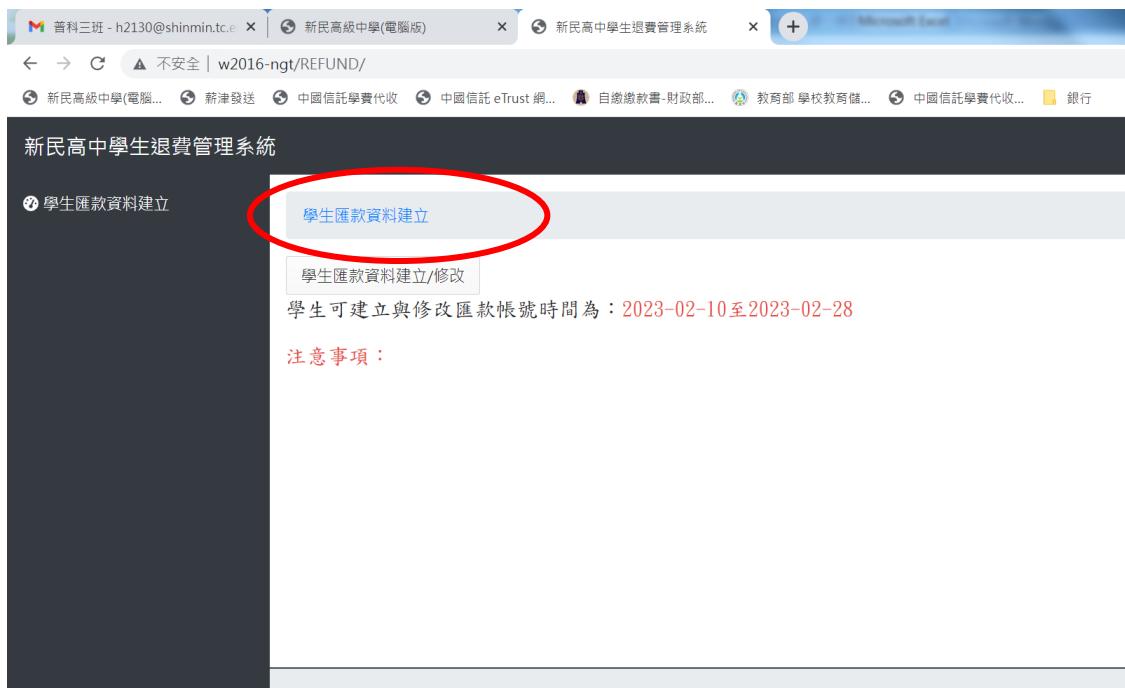 普科三班 - h2130@shinmin.tc.e
新民高級中學(電腦版)
新民高中學生退費管理系統
Microsoft Excel
不安全 | w2016-ngt/REFUND/
新民高級中學(電腦...
薪津發送
中國信託學費代收
中國信託 eTrust 網...
自繳繳款書-財政部...
教育部 學校教育儲...
中國信託學費代收...
銀行
新民高中學生退費管理系統
學生匯款資料建立
學生匯款資料建立
學生匯款資料建立/修改
學生可建立與修改匯款帳號時間為：2023-02-10至2023-02-28
注意事項：